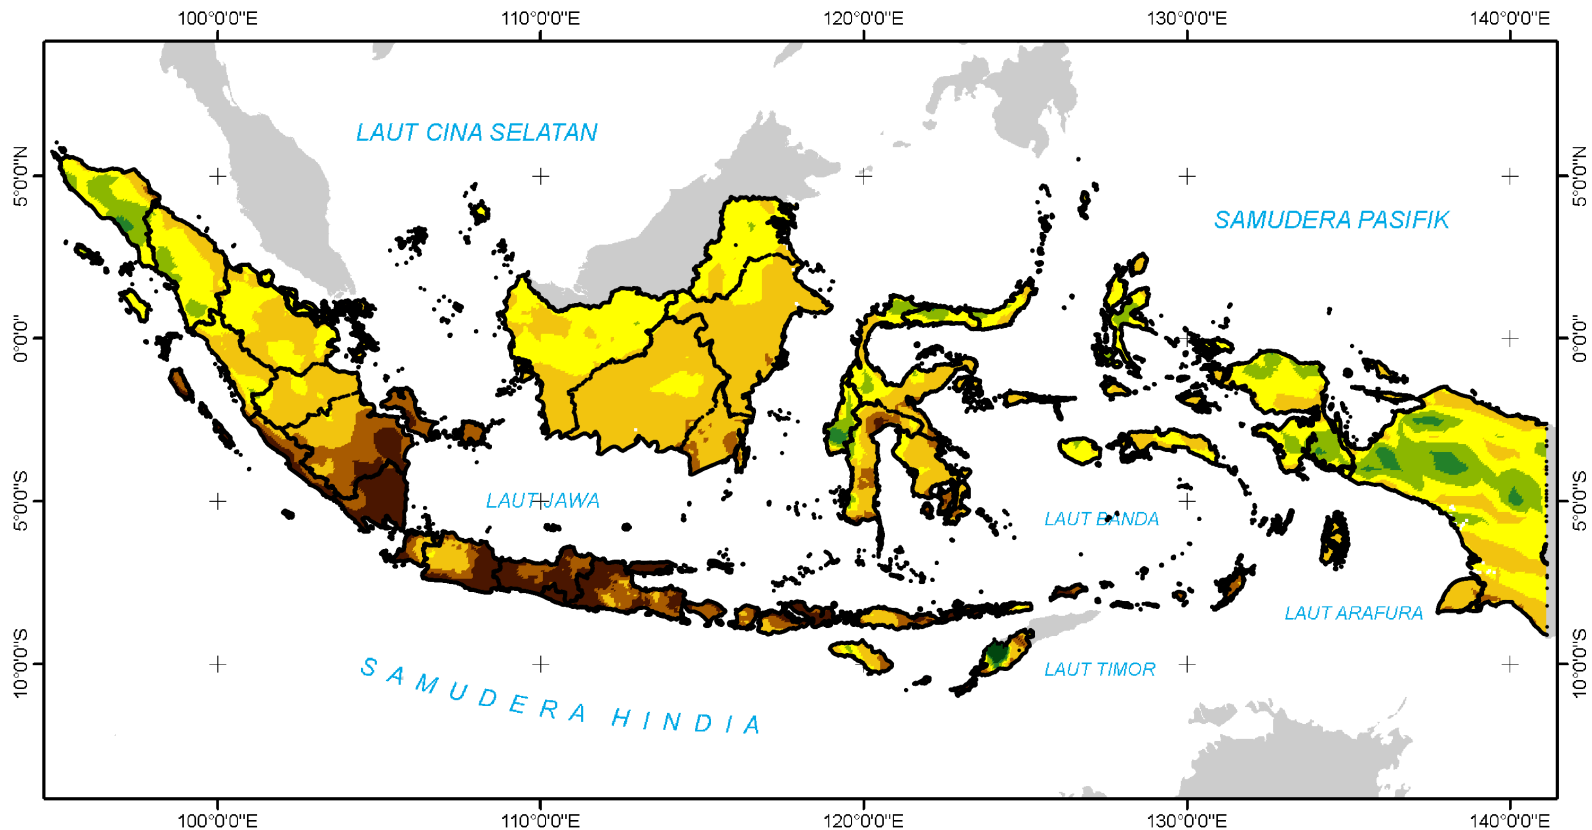 100°0'0"E 110°0'0"E 120°0'0"E 130°0'0"E 140°0'0"E
LAUT CINA SELATAN
5°0'0"N 5°0'0"N
SAMUDERA PASIFIK
0°0'0" 0°0'0"
LAUT JAWA
5°0'0"S 5°0'0"S
LAUT BANDA
LAUT ARAFURA
10°0'0"S 10°0'0"S
LAUT TIMOR
SAMUDERA HINDIA
100°0'0"E 110°0'0"E 120°0'0"E 130°0'0"E 140°0'0"E